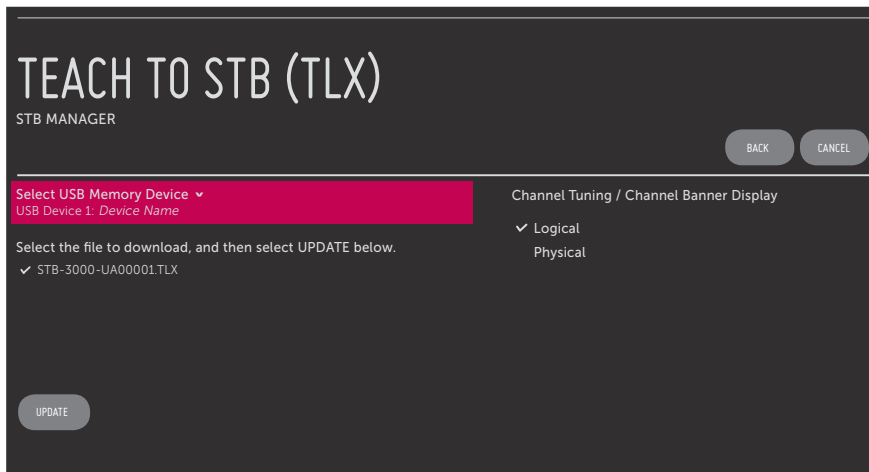 TEACH TO STB (TLX)
STB MANAGER
BACK
CANCEL
Select USB Memory Device
USB Device 1: Device Name
Select the file to download, and then select UPDATE below.
STB-3000-UA00001.TLX
UPDATE
Channel Tuning / Channel Banner Display
Logical
Physical